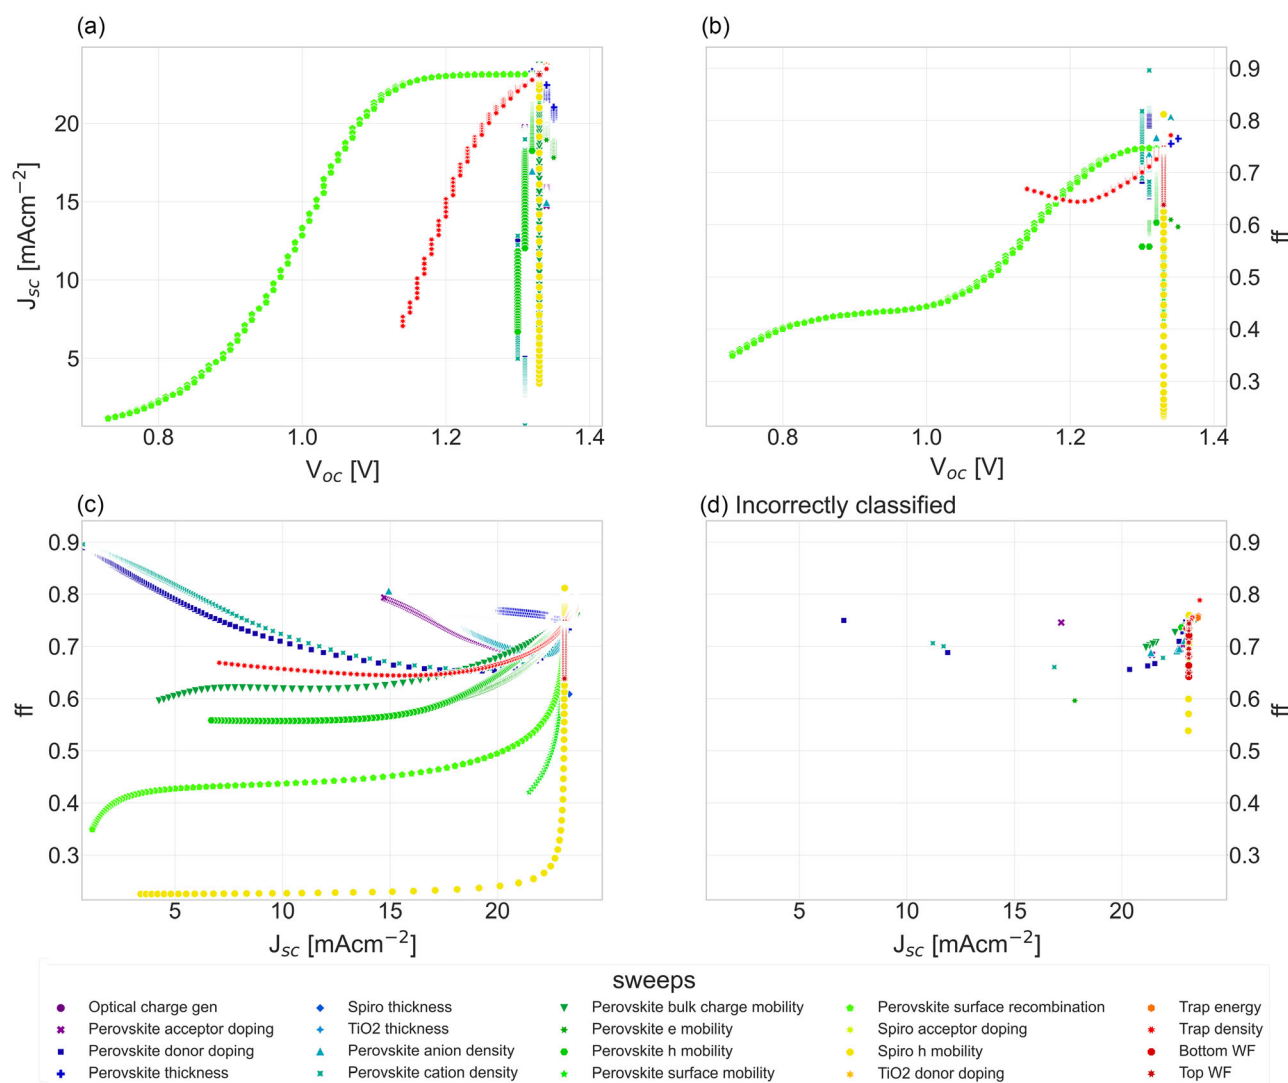 (a)
(b)
J_sc [mAcm⁻²]
20
15
10
5
0.8 1.0 1.2 1.4
V_oc [V]
0.9
0.8
0.7
0.6
0.5
0.4
0.3
ff
0.8 1.0 1.2 1.4
V_oc [V]
(c)
(d) Incorrectly classified
ff
0.9
0.8
0.7
0.6
0.5
0.4
0.3
5 10 15 20
J_sc [mAcm⁻²]
0.9
0.8
0.7
0.6
0.5
0.4
0.3
ff
5 10 15 20
J_sc [mAcm⁻²]
sweeps
Optical charge gen
Perovskite acceptor doping
Perovskite donor doping
Perovskite thickness
Spiro thickness
TiO2 thickness
Perovskite anion density
Perovskite cation density
Perovskite bulk charge mobility
Perovskite e mobility
Perovskite h mobility
Perovskite surface mobility
Perovskite surface recombination
Spiro acceptor doping
Spiro h mobility
TiO2 donor doping
Trap energy
Trap density
Bottom WF
Top WF